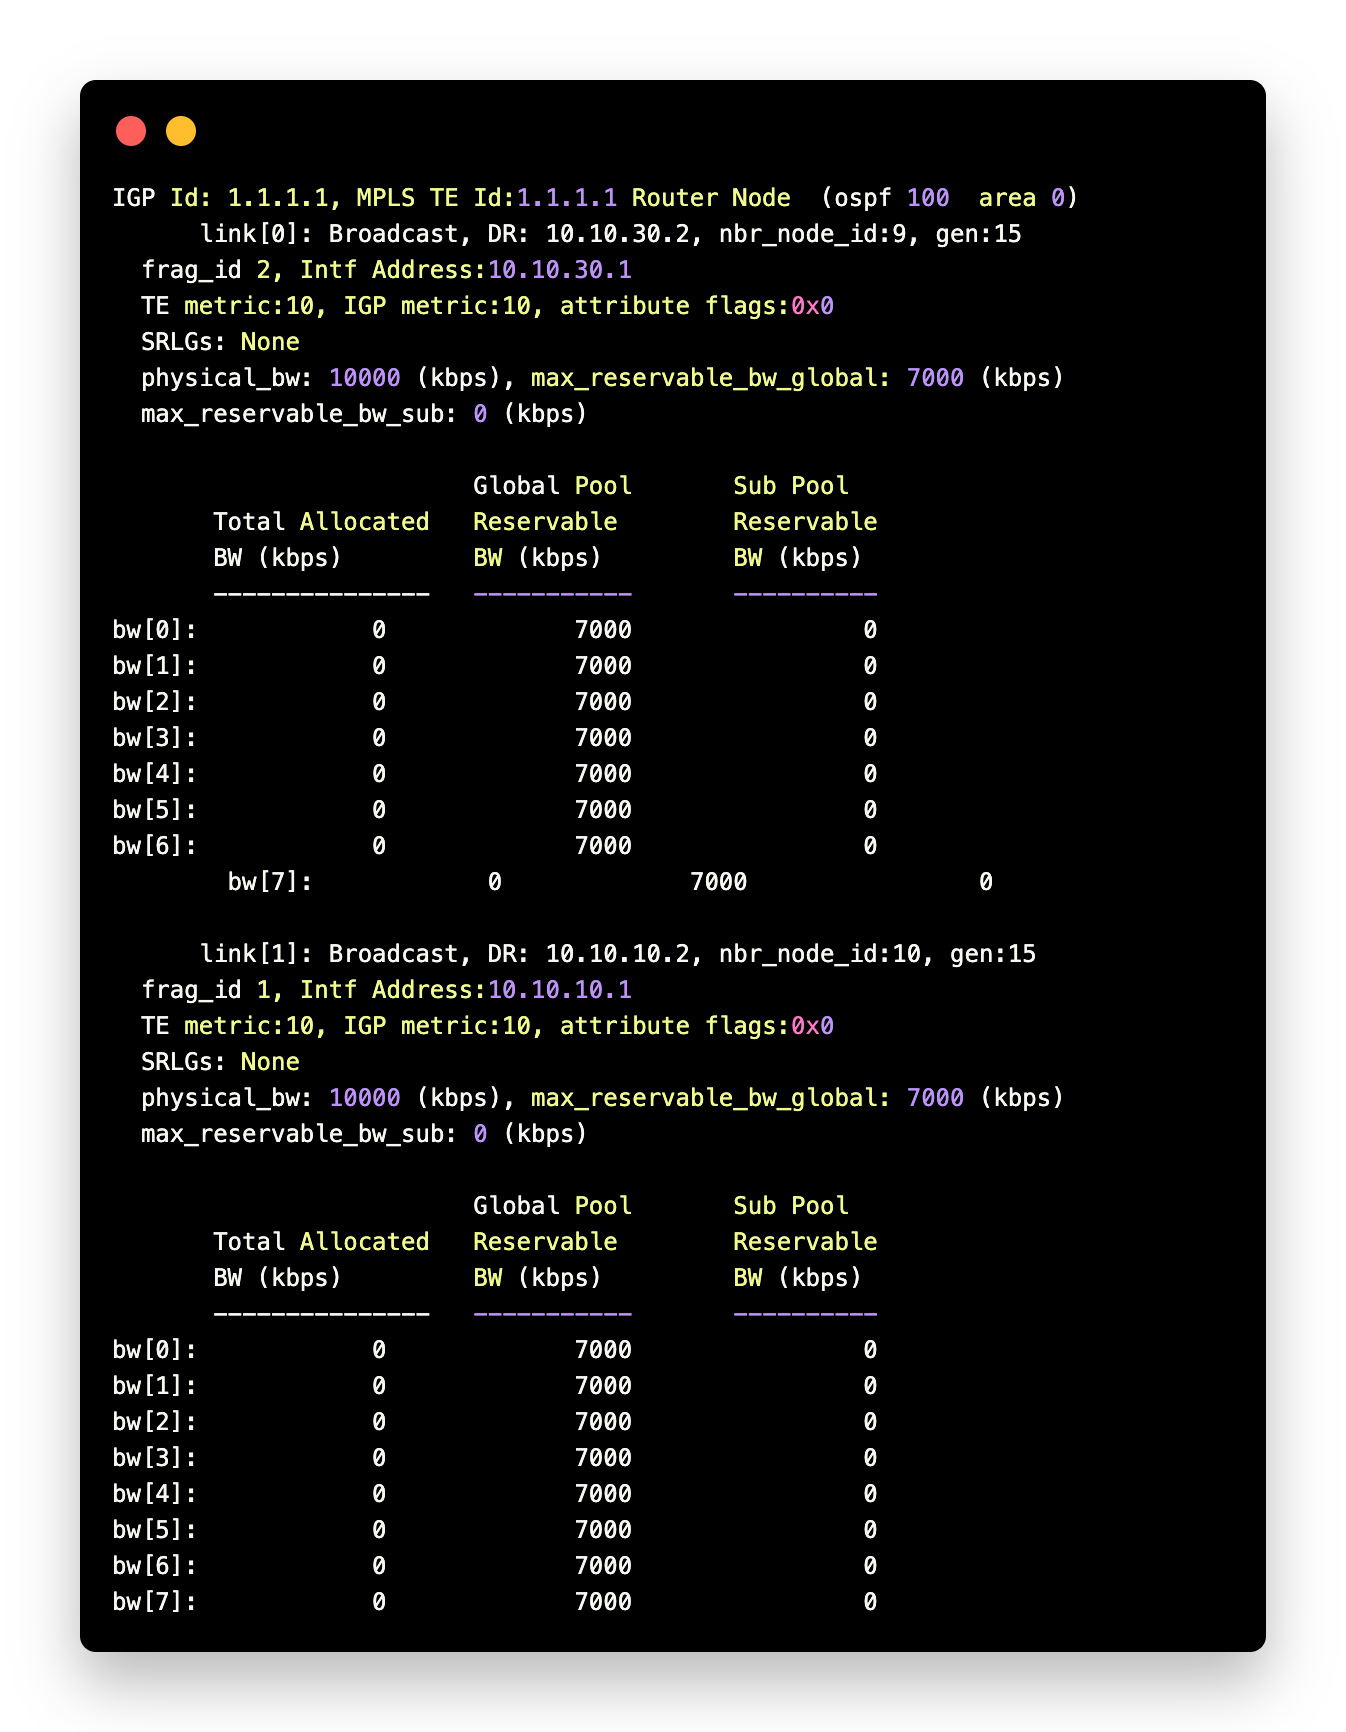 IGP Id: 1.1.1.1, MPLS TE Id:1.1.1.1 Router Node  (ospf 100  area 0)
      link[0]: Broadcast, DR: 10.10.30.2, nbr_node_id:9, gen:15
  frag_id 2, Intf Address:10.10.30.1
  TE metric:10, IGP metric:10, attribute flags:0x0
  SRLGs: None
  physical_bw: 10000 (kbps), max_reservable_bw_global: 7000 (kbps)
  max_reservable_bw_sub: 0 (kbps)

                         Global Pool       Sub Pool
       Total Allocated   Reservable        Reservable
       BW (kbps)         BW (kbps)         BW (kbps)
       ---------------   -----------       ----------
bw[0]:            0             7000                0
bw[1]:            0             7000                0
bw[2]:            0             7000                0
bw[3]:            0             7000                0
bw[4]:            0             7000                0
bw[5]:            0             7000                0
bw[6]:            0             7000                0
        bw[7]:            0             7000                0

      link[1]: Broadcast, DR: 10.10.10.2, nbr_node_id:10, gen:15
  frag_id 1, Intf Address:10.10.10.1
  TE metric:10, IGP metric:10, attribute flags:0x0
  SRLGs: None
  physical_bw: 10000 (kbps), max_reservable_bw_global: 7000 (kbps)
  max_reservable_bw_sub: 0 (kbps)

                         Global Pool       Sub Pool
       Total Allocated   Reservable        Reservable
       BW (kbps)         BW (kbps)         BW (kbps)
       ---------------   -----------       ----------
bw[0]:            0             7000                0
bw[1]:            0             7000                0
bw[2]:            0             7000                0
bw[3]:            0             7000                0
bw[4]:            0             7000                0
bw[5]:            0             7000                0
bw[6]:            0             7000                0
bw[7]:            0             7000                0